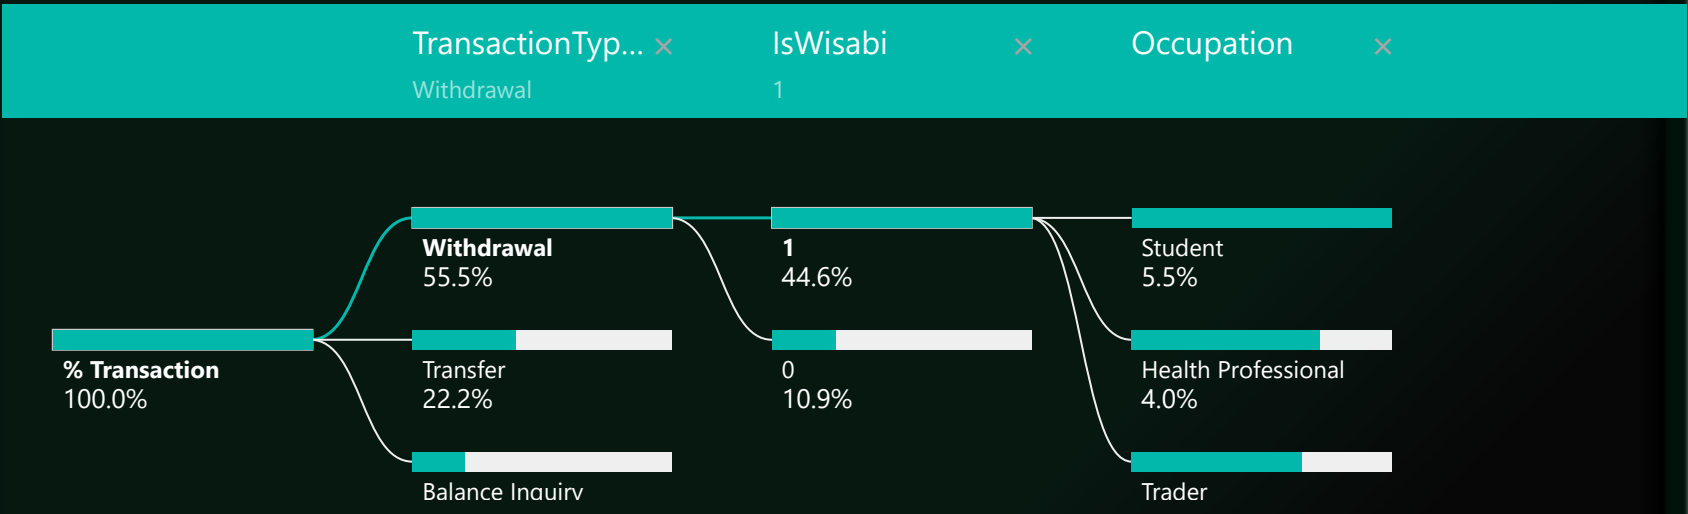 TransactionTyp...
IsWisabi
Occupation
Withdrawal
1
Withdrawal
55.5%
1
44.6%
Student
5.5%
% Transaction
100.0%
Transfer
22.2%
0
10.9%
Health Professional
4.0%
Balance Inquiry
Trader